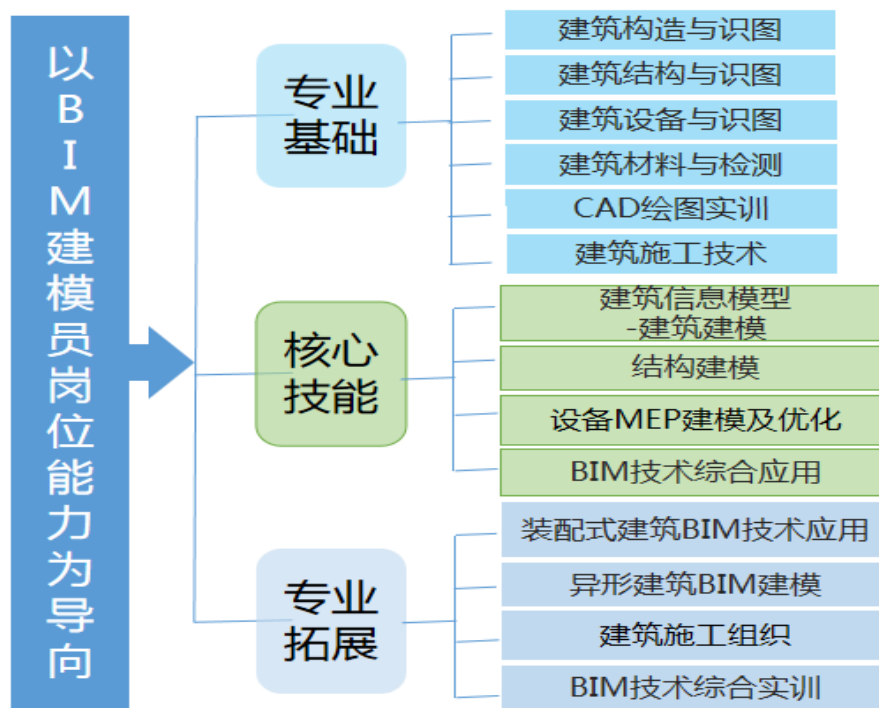 以BIM建模员岗位能力为导向
专业
基础
建筑构造与识图
建筑结构与识图
建筑设备与识图
建筑材料与检测
CAD绘图实训
建筑施工技术
核心
技能
建筑信息模型
-建筑建模
结构建模
设备MEP建模及优化
BIM技术综合应用
专业
拓展
装配式建筑BIM技术应用
异形建筑BIM建模
建筑施工组织
BIM技术综合实训